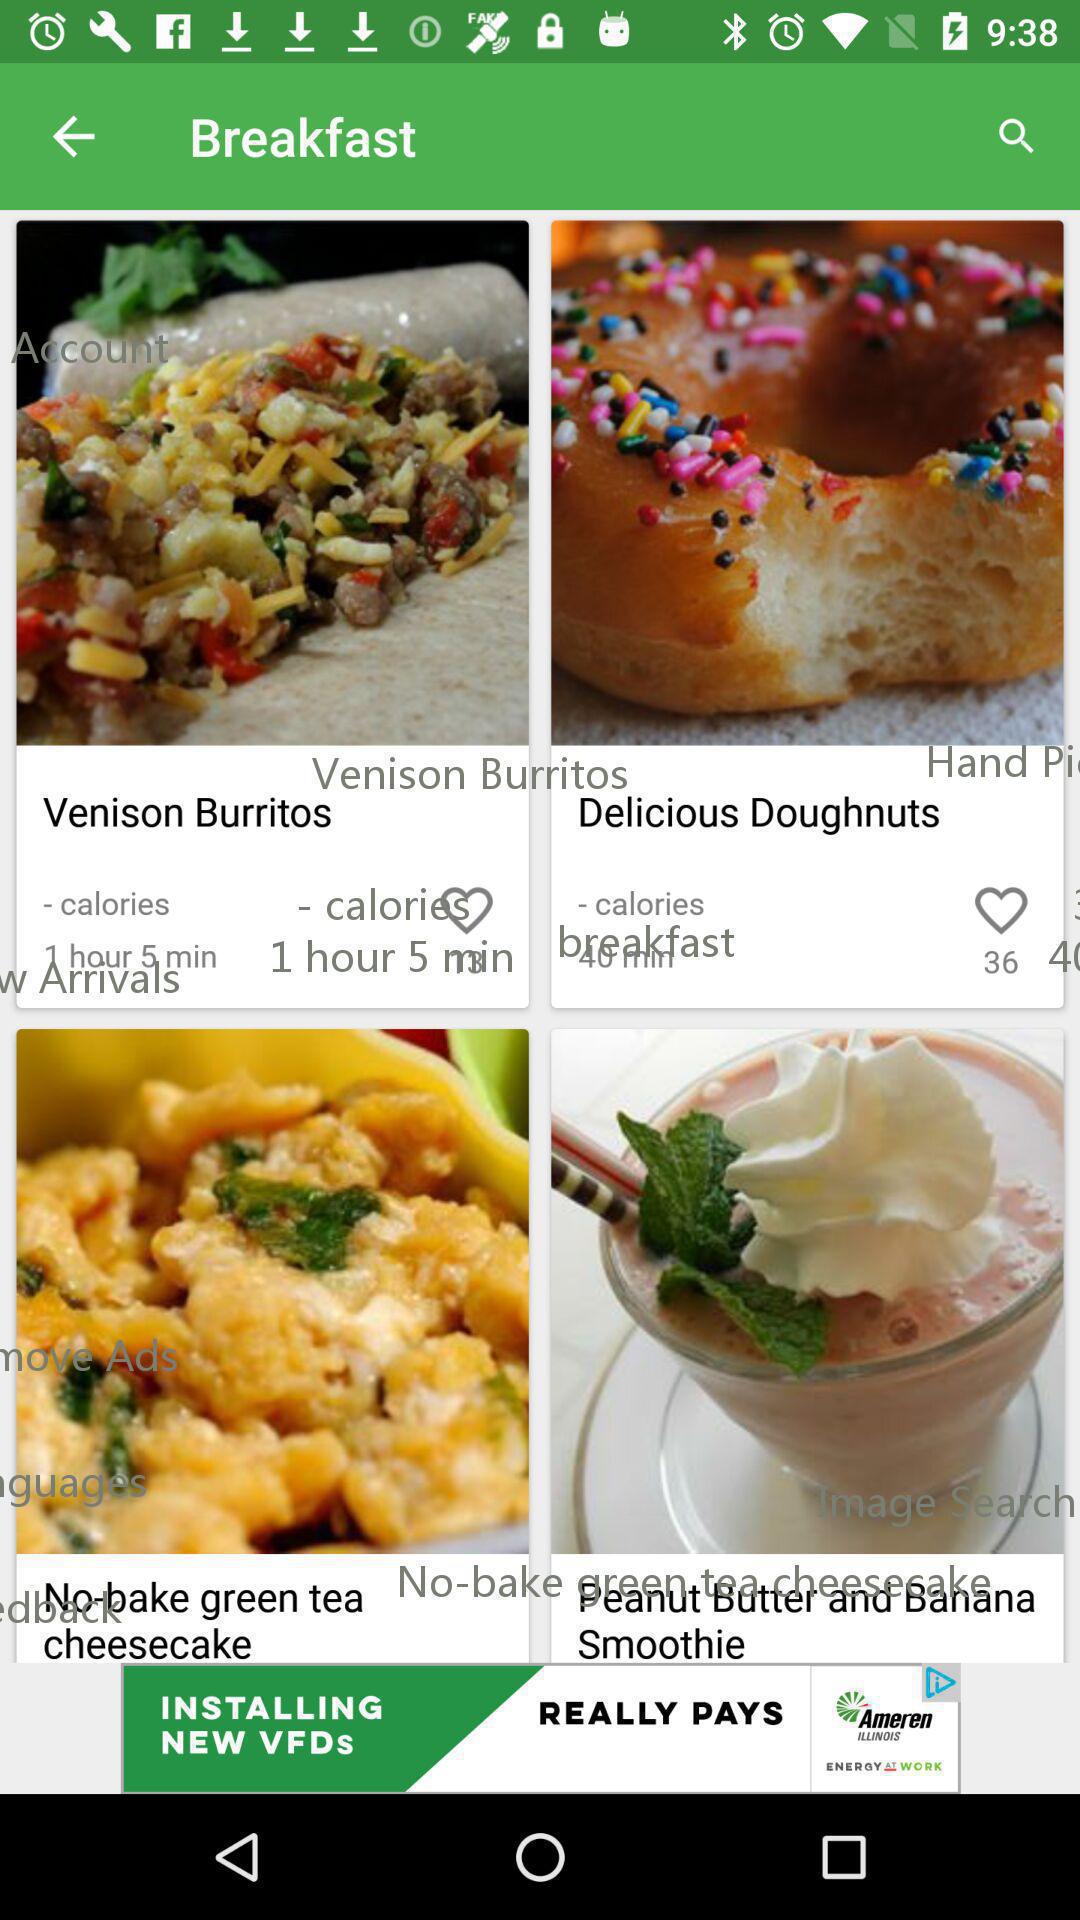 FAKE
9:38
Breakfast
Account
Venison Burritos
Hand Pi
Venison Burritos
Delicious Doughnuts
- calories
- calories
- calories
1 hour 5 min
1 hour 5 min
13
breakfast
40 min
36
40
w Arrivals
move Ads
nguages
Image Search
No-bake green tea cheesecake
edback
No-bake green tea
cheesecake
Peanut Butter and Banana
Smoothie
INSTALLING
NEW VFDs
REALLY PAYS
Ameren
ILLINOIS
ENERGY AT WORK